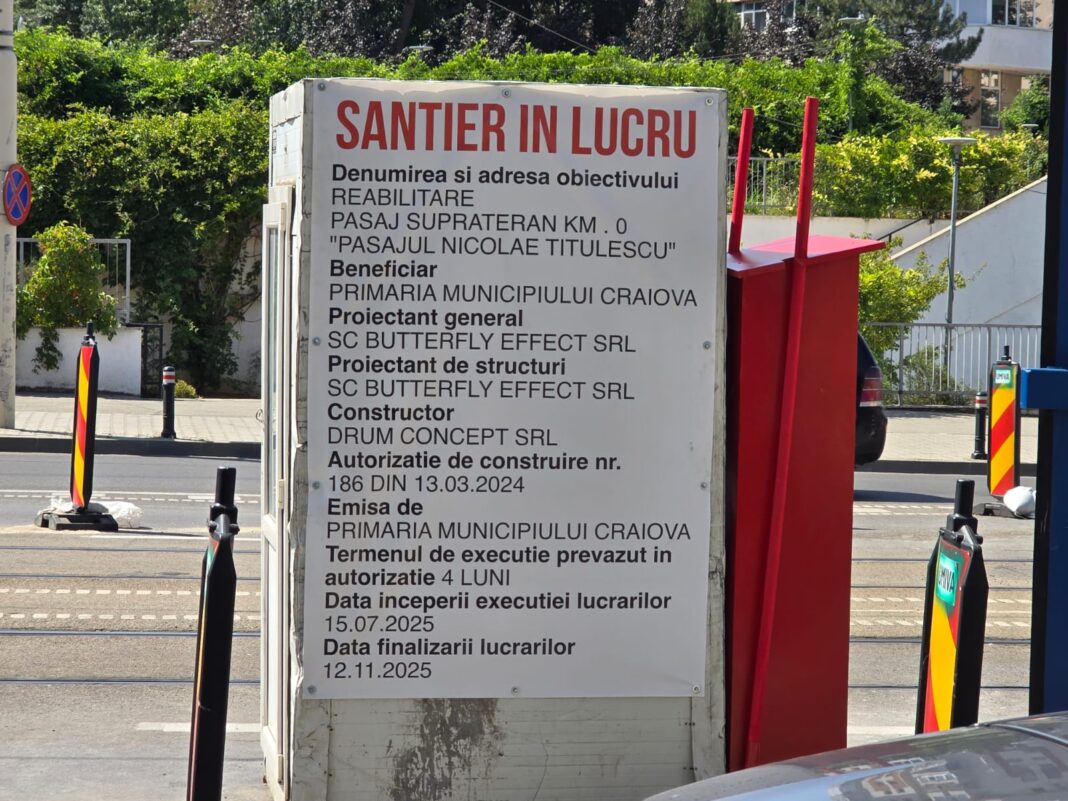 SANTIER IN LUCRU
Denumirea si adresa obiectivului
REABILITARE
PASAJ SUPRATERAN KM . 0
"PASAJUL NICOLAE TITULESCU"
Beneficiar
PRIMARIA MUNICIPIULUI CRAIOVA
Proiectant general
SC BUTTERFLY EFFECT SRL
Proiectant de structuri
SC BUTTERFLY EFFECT SRL
Constructor
DRUM CONCEPT SRL
Autorizatie de construire nr.
186 DIN 13.03.2024
Emisa de
PRIMARIA MUNICIPIULUI CRAIOVA
Termenul de executie prevazut in
autorizatie 4 LUNI
Data inceperii executiei lucrarilor
15.07.2025
Data finalizarii lucrarilor
12.11.2025